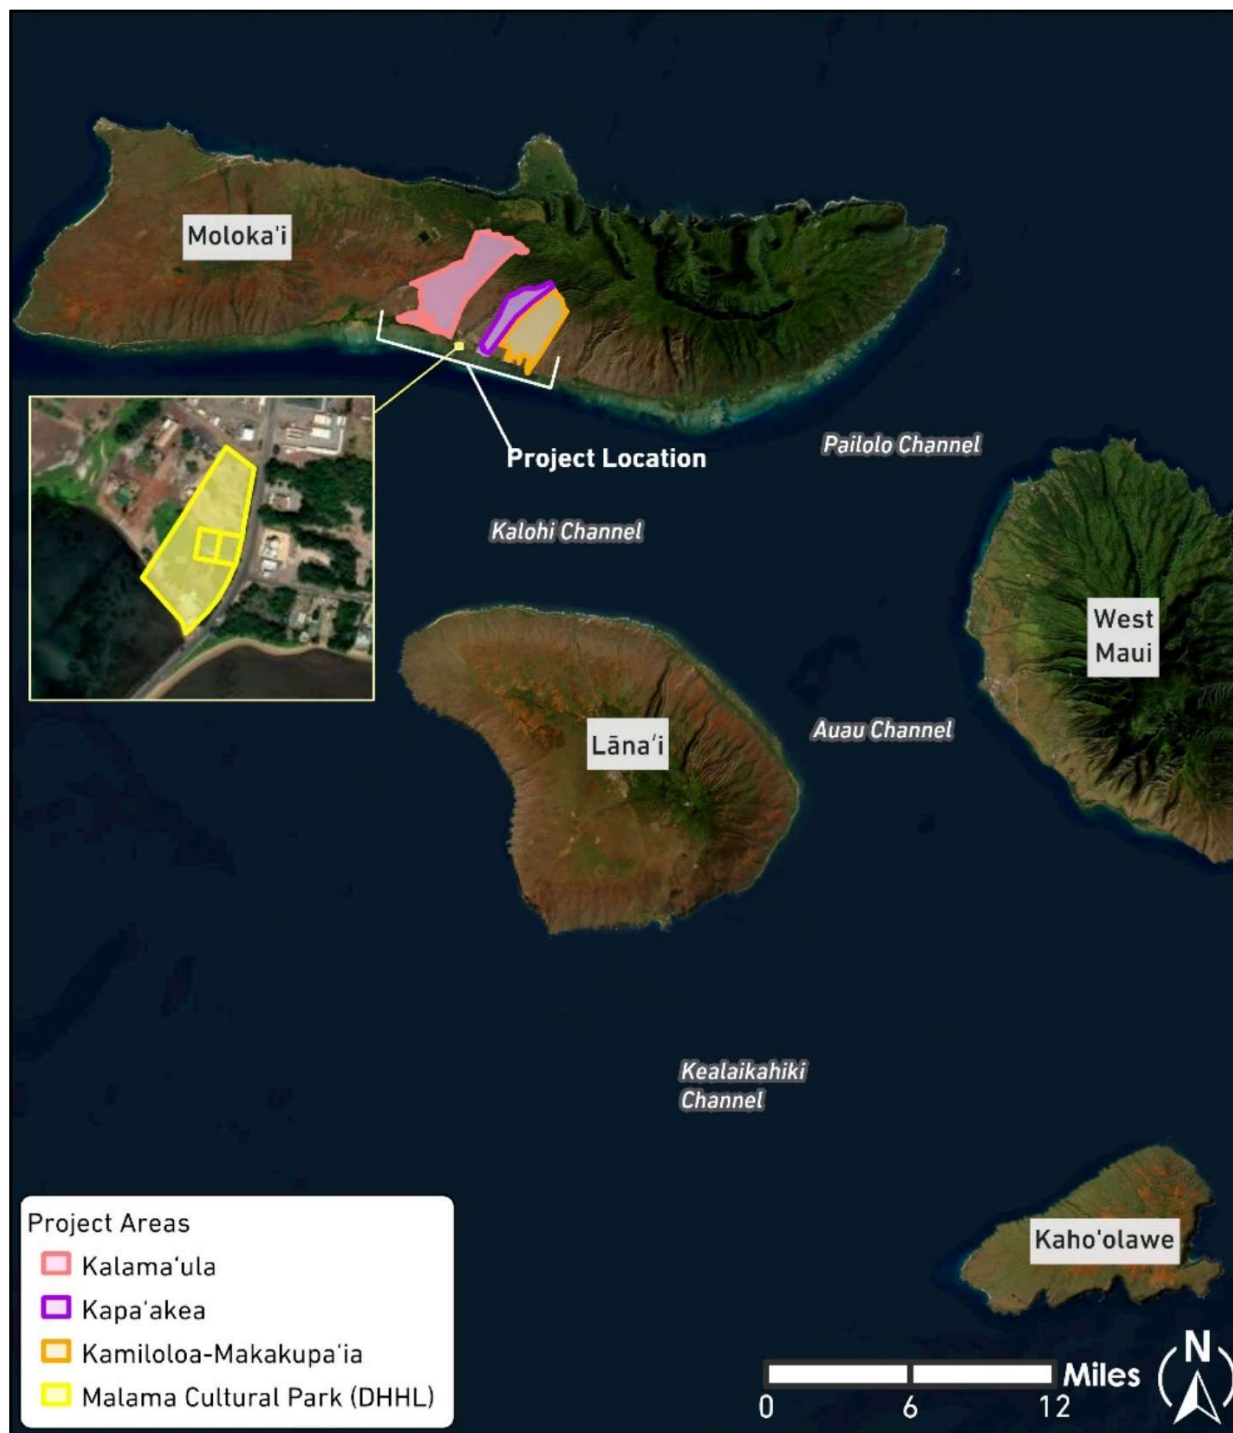 Moloka'i
Project Location
Pailolo Channel
Kalohi Channel
West
Maui
Auau Channel
Lāna‘i
Kealaikahiki
Channel
Kaho'olawe
Project Areas
Kalama‘ula
Kapa‘akea
Kamiloloa-Makakupa‘ia
Malama Cultural Park (DHHL)
Miles
0 6 12
N